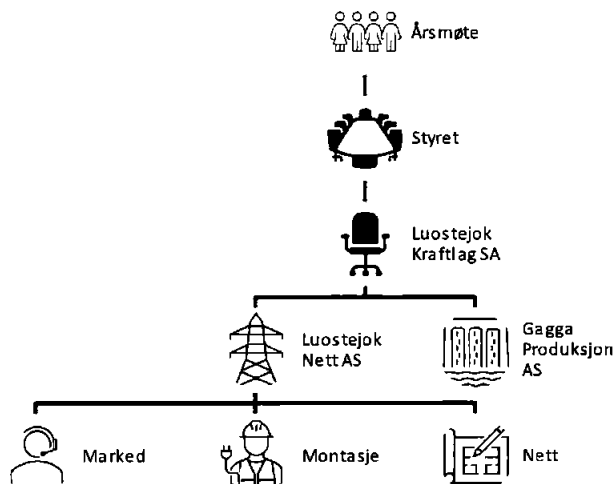 Årsmøte
Styret
Luostejok
Kraftlag SA
Luostejok
Nett AS
Gagga
Produksjon
AS
Marked
Montasje
Nett